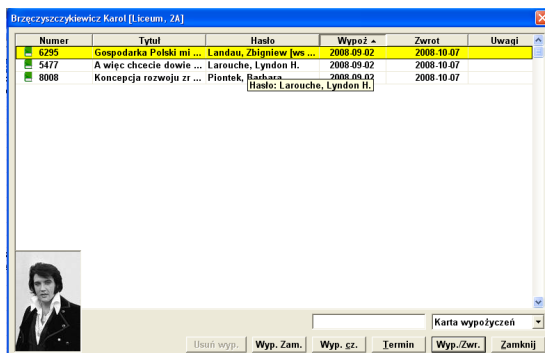 Brzęczyszczykiewicz Karol [Liceum, 2A]
Numer Tytuł Hasło Wypoż Zwrot Uwagi
6295 Gospodarka Polski mi ... Landau, Zbigniew [ws ... 2008-09-02 2008-10-07
5477 A więc chcecie dowie ... Larouche, Lyndon H. 2008-09-02 2008-10-07
8008 Koncepcja rozwoju zr ... Piontek, Barbara 2008-09-02 2008-10-07
Hasło: Larouche, Lyndon H.
Karta wypożyczeń
Usuń wyp. Wyp. Zam. Wyp. cz. Termin Wyp./Zwr. Zamknij